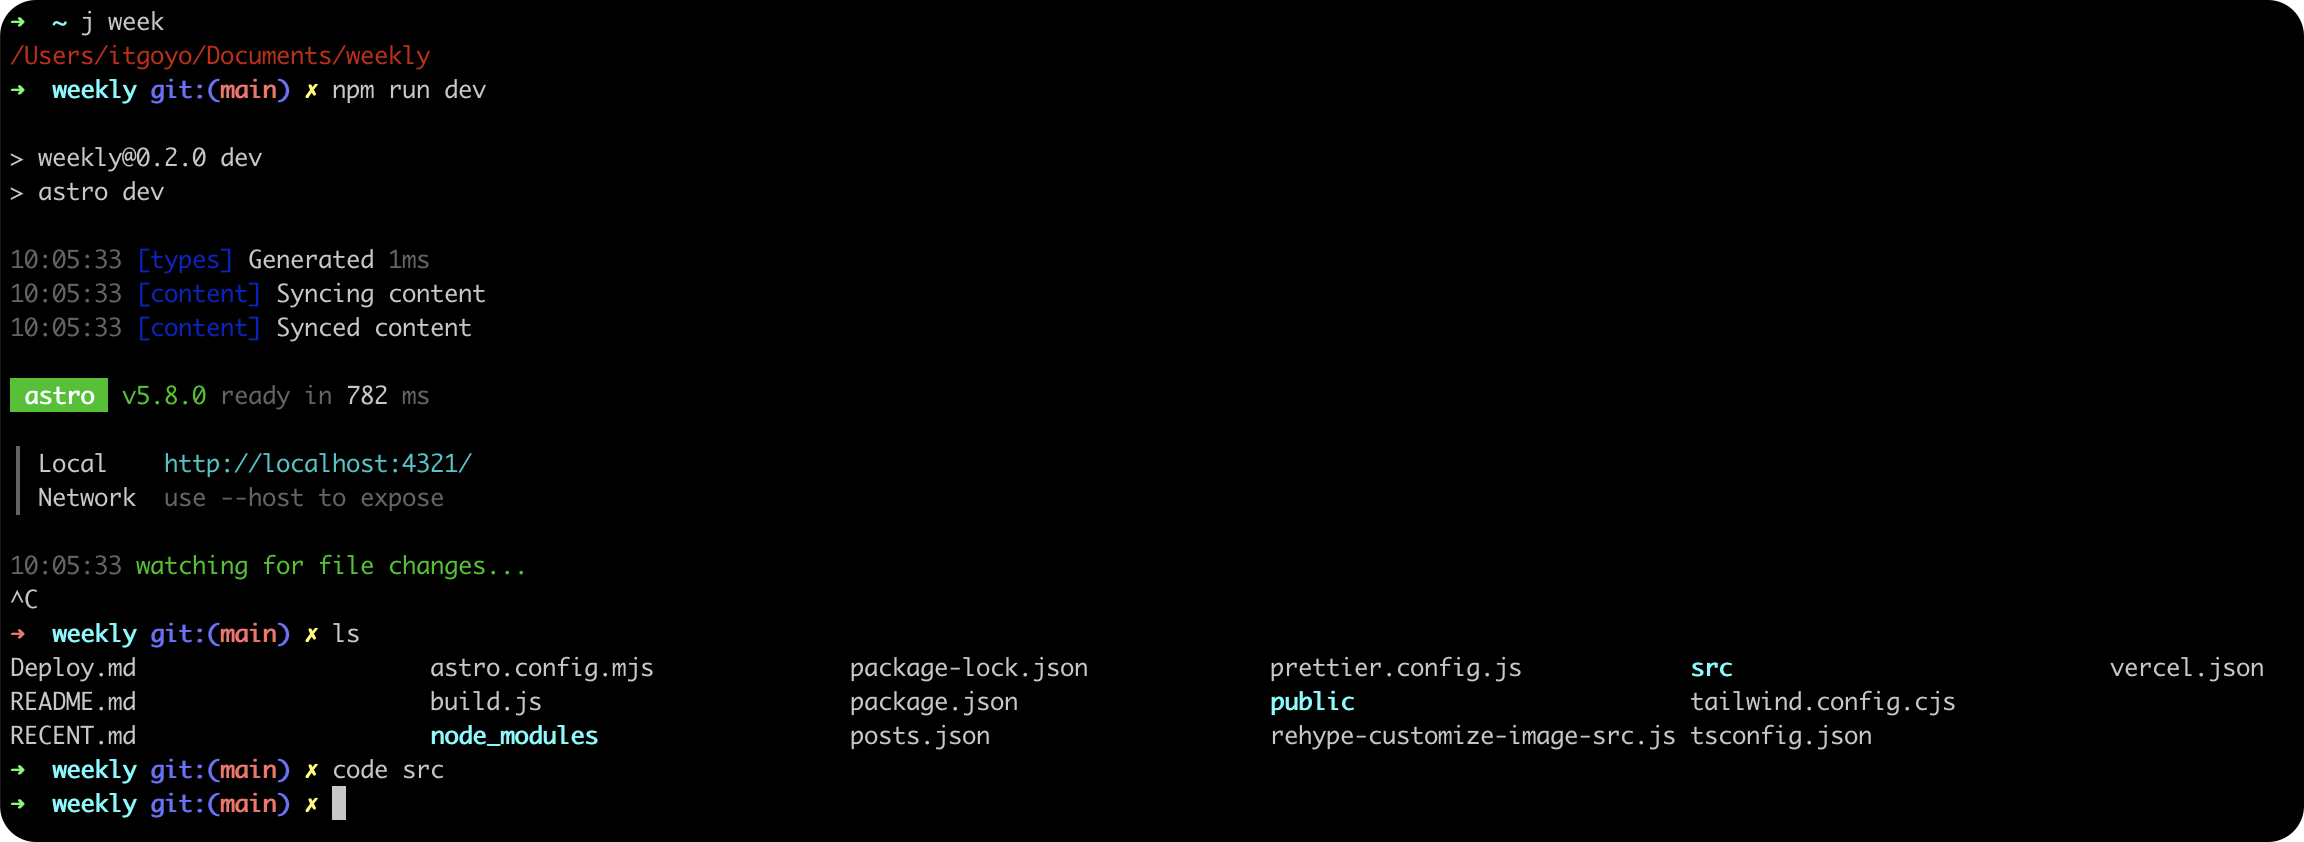 ➜  ~ j week
/Users/itgoyo/Documents/weekly
➜  weekly git:(main) ✗ npm run dev
> weekly@0.2.0 dev
> astro dev
10:05:33 [types] Generated 1ms
10:05:33 [content] Syncing content
10:05:33 [content] Synced content
astro v5.8.0 ready in 782 ms
┃ Local    http://localhost:4321/
┃ Network  use --host to expose
10:05:33 watching for file changes...
^C
➜  weekly git:(main) ✗ ls
Deploy.md astro.config.mjs package-lock.json prettier.config.js src vercel.json
README.md build.js package.json public tailwind.config.cjs
RECENT.md node_modules posts.json rehype-customize-image-src.js tsconfig.json
➜  weekly git:(main) ✗ code src
➜  weekly git:(main) ✗